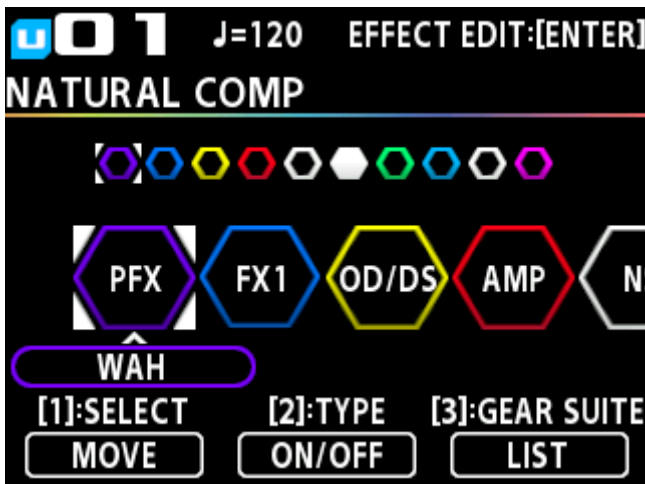 U01 ♩=120 EFFECT EDIT:[ENTER]
NATURAL COMP
PFX FX1 OD/DS AMP
WAH
[1]:SELECT [2]:TYPE [3]:GEAR SUITE
MOVE ON/OFF LIST